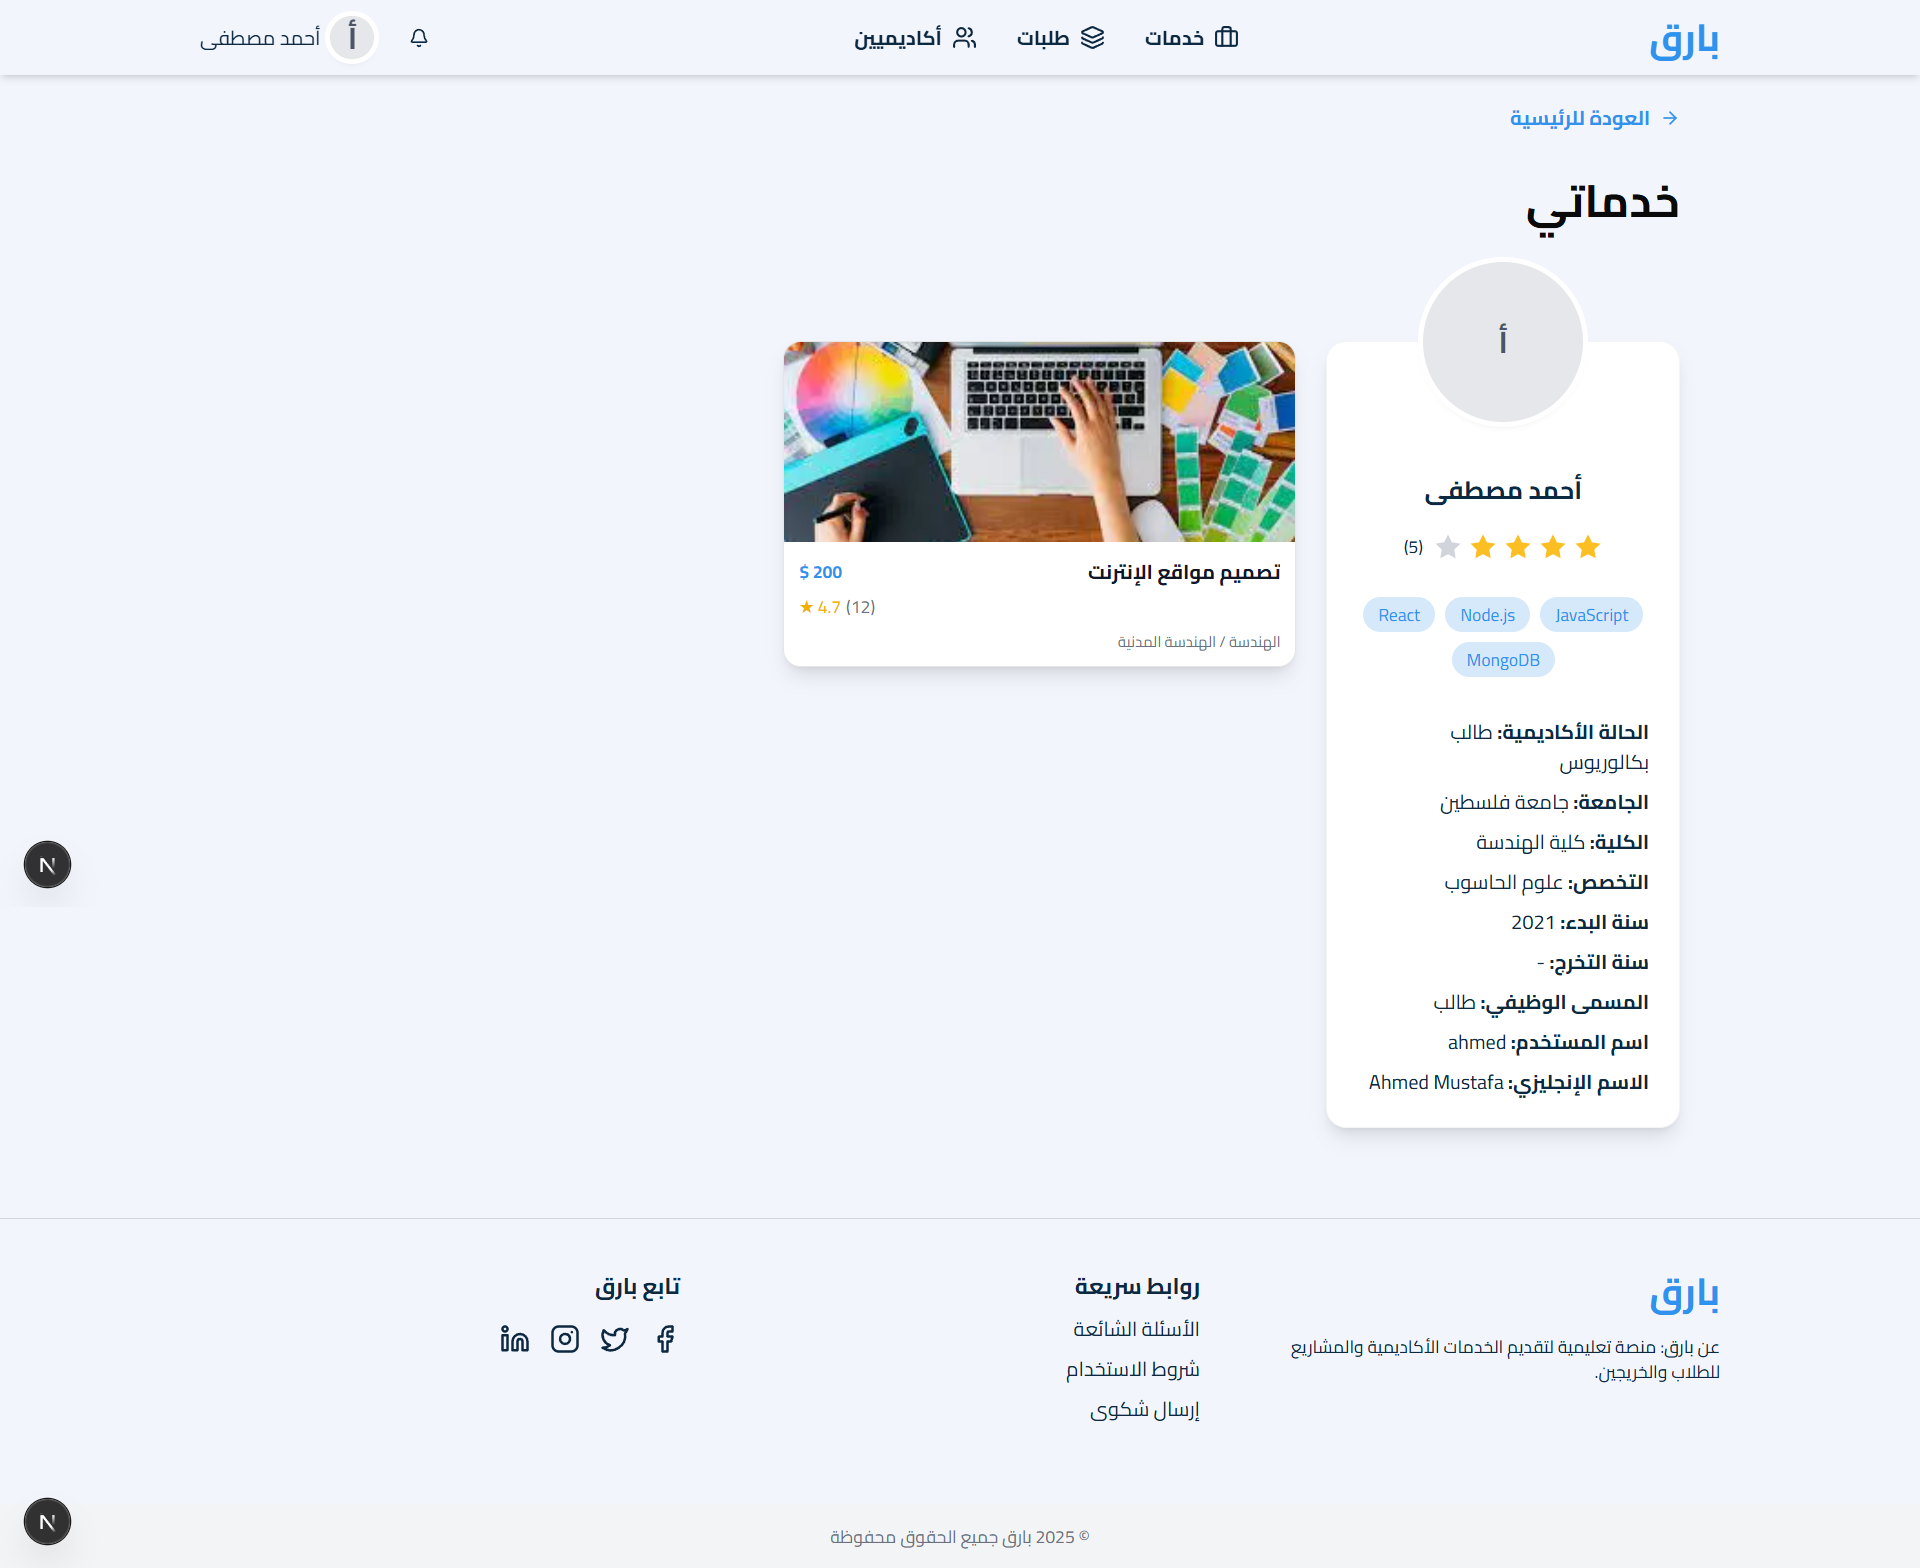 بارق
خدمات
طلبات
أكاديميين
أ
أحمد مصطفى
العودة للرئيسية
خدماتي
أ
أحمد مصطفى
(5)
JavaScript
Node.js
React
MongoDB
الحالة الأكاديمية: طالب
بكالوريوس
الجامعة: جامعة فلسطين
الكلية: كلية الهندسة
التخصص: علوم الحاسوب
سنة البدء: 2021
سنة التخرج: -
المسمى الوظيفي: طالب
اسم المستخدم: ahmed
الاسم الإنجليزي: Ahmed Mustafa
تصميم مواقع الإنترنت
$ 200
★ 4.7 (12)
الهندسة / الهندسة المدنية
بارق
عن بارق: منصة تعليمية لتقديم الخدمات الأكاديمية والمشاريع
للطلاب والخريجين.
روابط سريعة
الأسئلة الشائعة
شروط الاستخدام
إرسال شكوى
تابع بارق
© 2025 بارق جميع الحقوق محفوظة
N
N